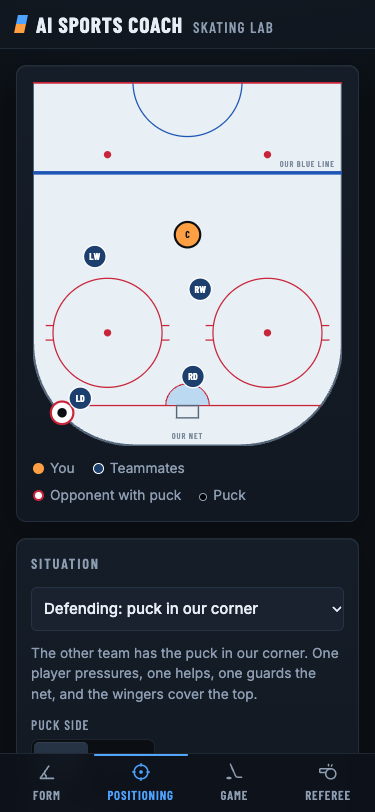 AI SPORTS COACH SKATING LAB
OUR BLUE LINE
C
LW
RW
RD
LD
OUR NET
You Teammates
Opponent with puck Puck
SITUATION
Defending: puck in our corner
The other team has the puck in our corner. One
player pressures, one helps, one guards the
net, and the wingers cover the top.
PUCK SIDE
FORM POSITIONING GAME REFEREE